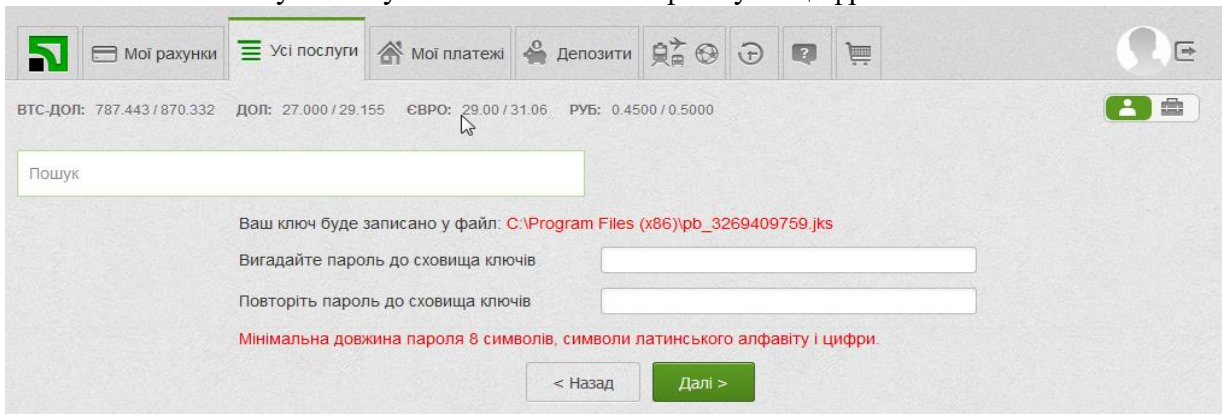 Мої рахунки Усі послуги Мої платежі Депозити
BTC-ДОЛ: 787.443 / 870.332 ДОЛ: 27.000 / 29.155 ЄВРО: 29.00 / 31.06 РУБ: 0.4500 / 0.5000
Пошук
Ваш ключ буде записано у файл: C:\Program Files (x86)\pb_3269409759.jks
Вигадайте пароль до сховища ключів
Повторіть пароль до сховища ключів
Мінімальна довжина пароля 8 символів, символи латинського алфавіту і цифри.
< Назад Далі >